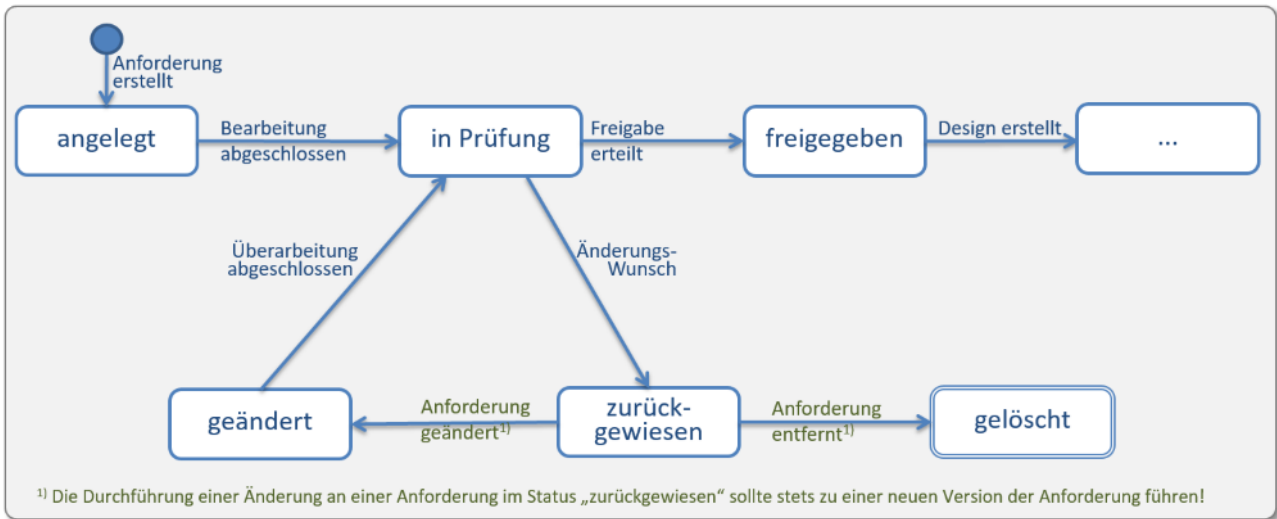 Anforderung
erstellt
angelegt
Bearbeitung
abgeschlossen
in Prüfung
Freigabe
erteilt
freigegeben
Design erstellt
...
Überarbeitung
abgeschlossen
Änderungs-
Wunsch
geändert
Anforderung
geändert¹⁾
zurück-
gewiesen
Anforderung
entfernt¹⁾
gelöscht
¹⁾ Die Durchführung einer Änderung an einer Anforderung im Status „zurückgewiesen“ sollte stets zu einer neuen Version der Anforderung führen!